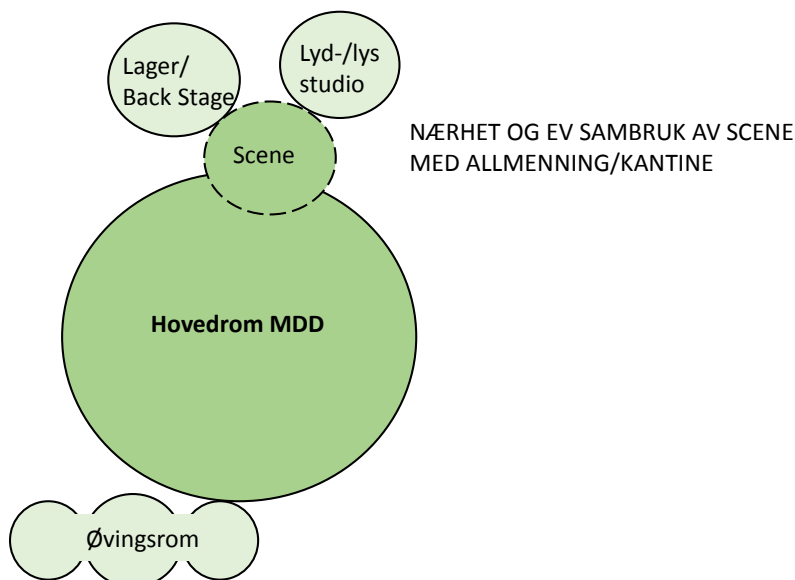 Lager/
Back Stage
Lyd-/lys
studio
Scene
NÆRHET OG EV SAMBRUK AV SCENE
MED ALLMENNING/KANTINE
Hovedrom MDD
Øvingsrom